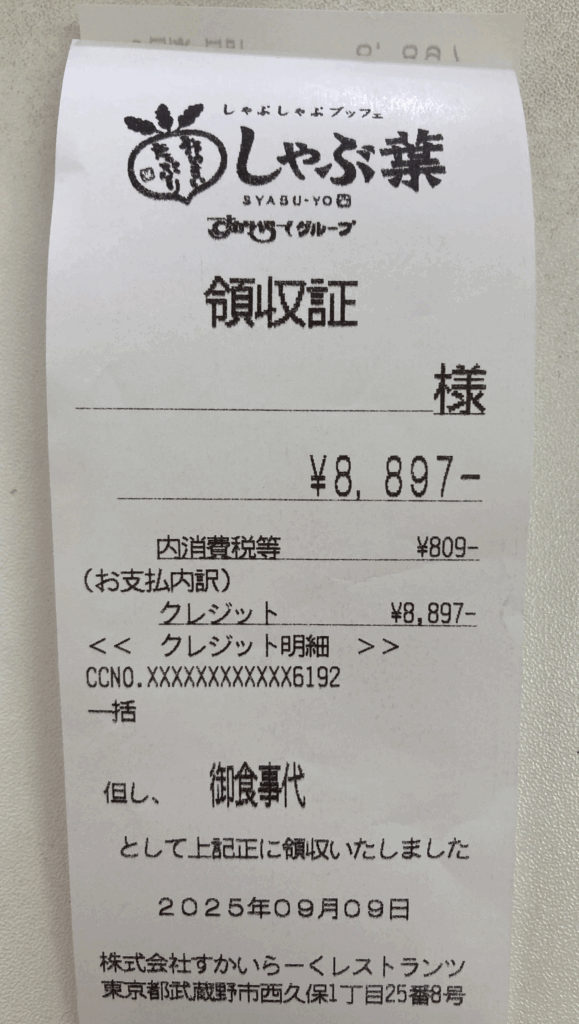 しゃぶしゃぶブッフェ
しゃぶ葉
SYABU-YO
すかいらーくグループ
領収証
様
¥8,897-
内消費税等 ¥809-
(お支払内訳)
クレジット ¥8,897-
<< クレジット明細 >>
CCNO.XXXXXXXXXXXX6192
一括
但し、 御食事代
として上記正に領収いたしました
2025年09月09日
株式会社すかいらーくレストランツ
東京都武蔵野市西久保1丁目25番8号